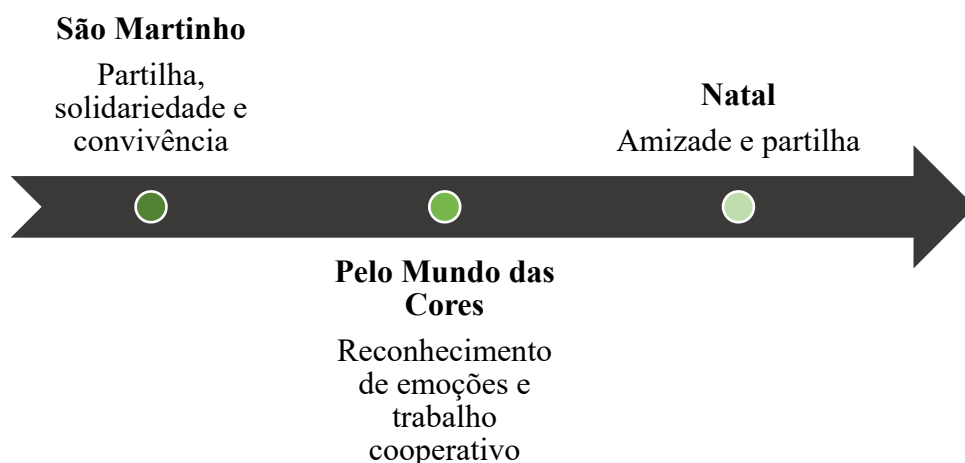 São Martinho
Partilha,
solidariedade e
convivência
Pelo Mundo das
Cores
Reconhecimento
de emoções e
trabalho
cooperativo
Natal
Amizade e partilha